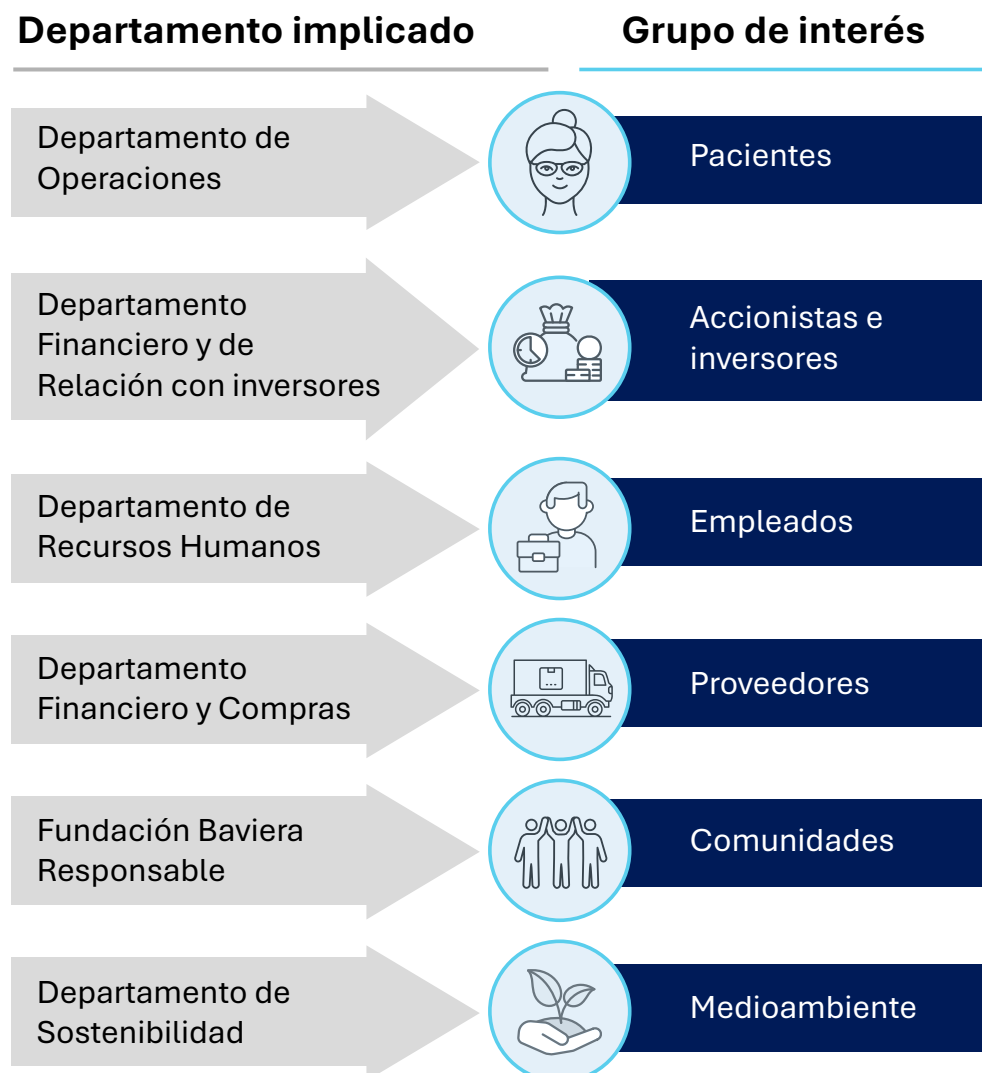 Departamento implicado
Grupo de interés
Departamento de
Operaciones
Pacientes
Departamento
Financiero y de
Relación con inversores
Accionistas e
inversores
Departamento de
Recursos Humanos
Empleados
Departamento
Financiero y Compras
Proveedores
Fundación Baviera
Responsable
Comunidades
Departamento de
Sostenibilidad
Medioambiente